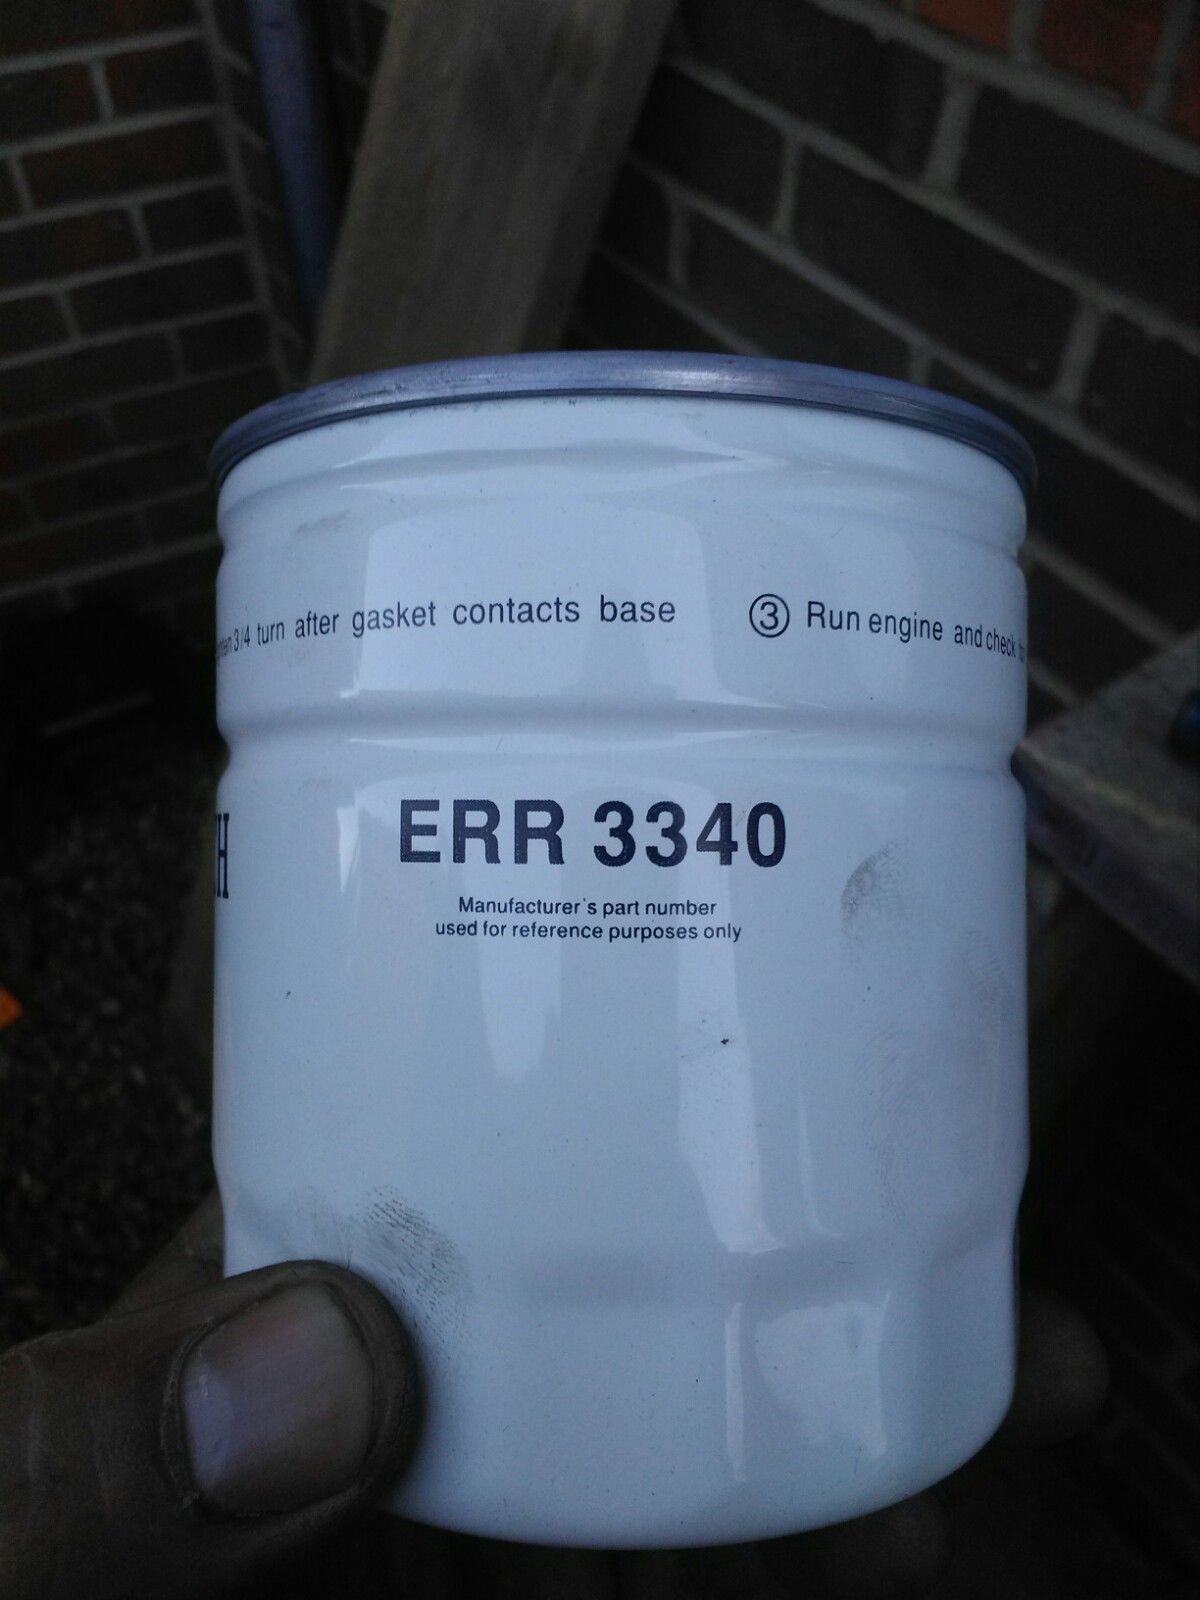 3/4 turn after gasket contacts base
③ Run engine and check
H
ERR 3340
Manufacturer's part number
used for reference purposes only